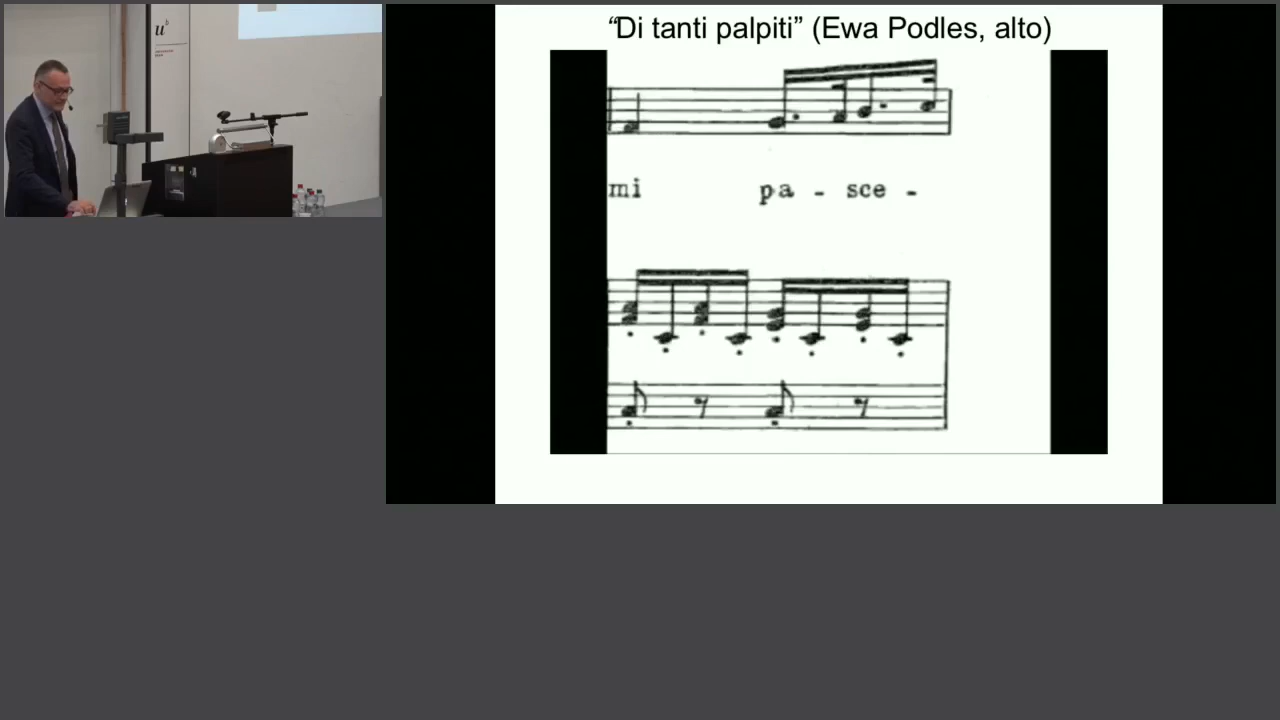 “Di tanti palpiti” (Ewa Podles, alto)
mi pa - sce -
u
b